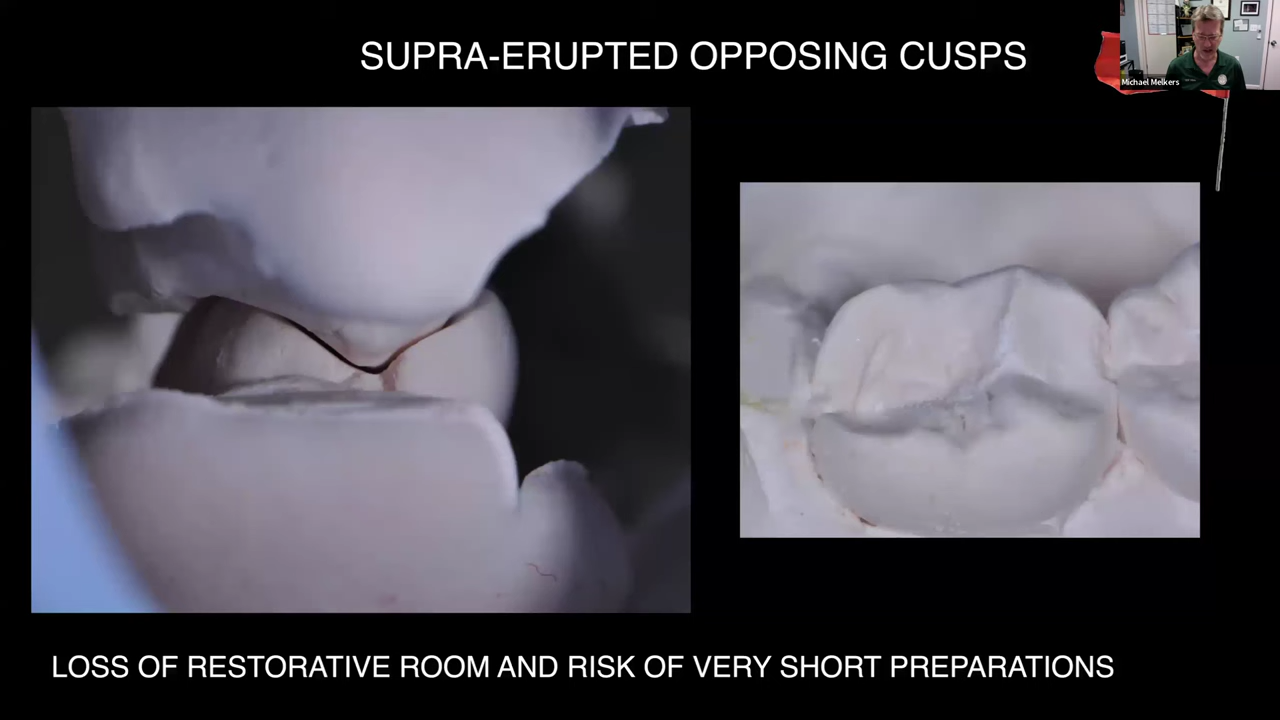 SUPRA-ERUPTED OPPOSING CUSPS
Michael Melkers
LOSS OF RESTORATIVE ROOM AND RISK OF VERY SHORT PREPARATIONS